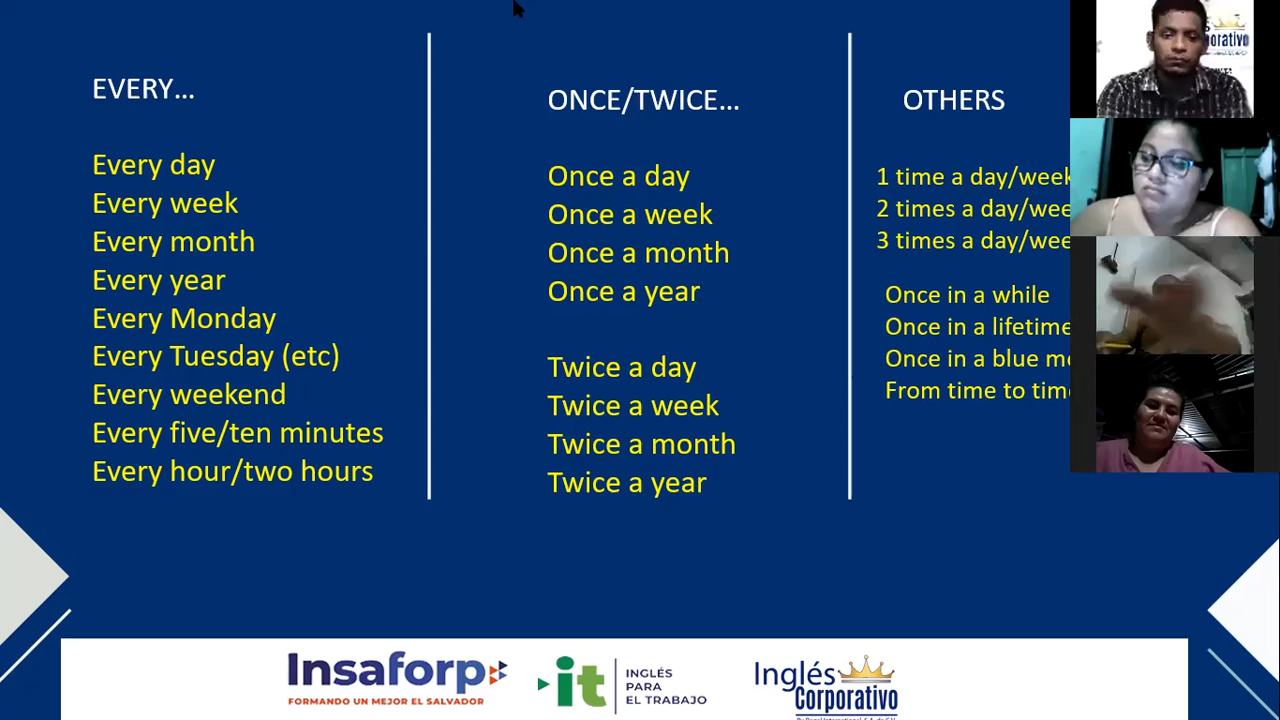 EVERY...
Every day
Every week
Every month
Every year
Every Monday
Every Tuesday (etc)
Every weekend
Every five/ten minutes
Every hour/two hours
ONCE/TWICE...
Once a day
Once a week
Once a month
Once a year
Twice a day
Twice a week
Twice a month
Twice a year
OTHERS
1 time a day/week
2 times a day/wee
3 times a day/wee
Once in a while
Once in a lifetime
Once in a blue mo
From time to tim
Insaforp
FORMANDO UN MEJOR EL SALVADOR
it
INGLÉS
PARA
EL TRABAJO
Inglés
Corporativo
orporativo